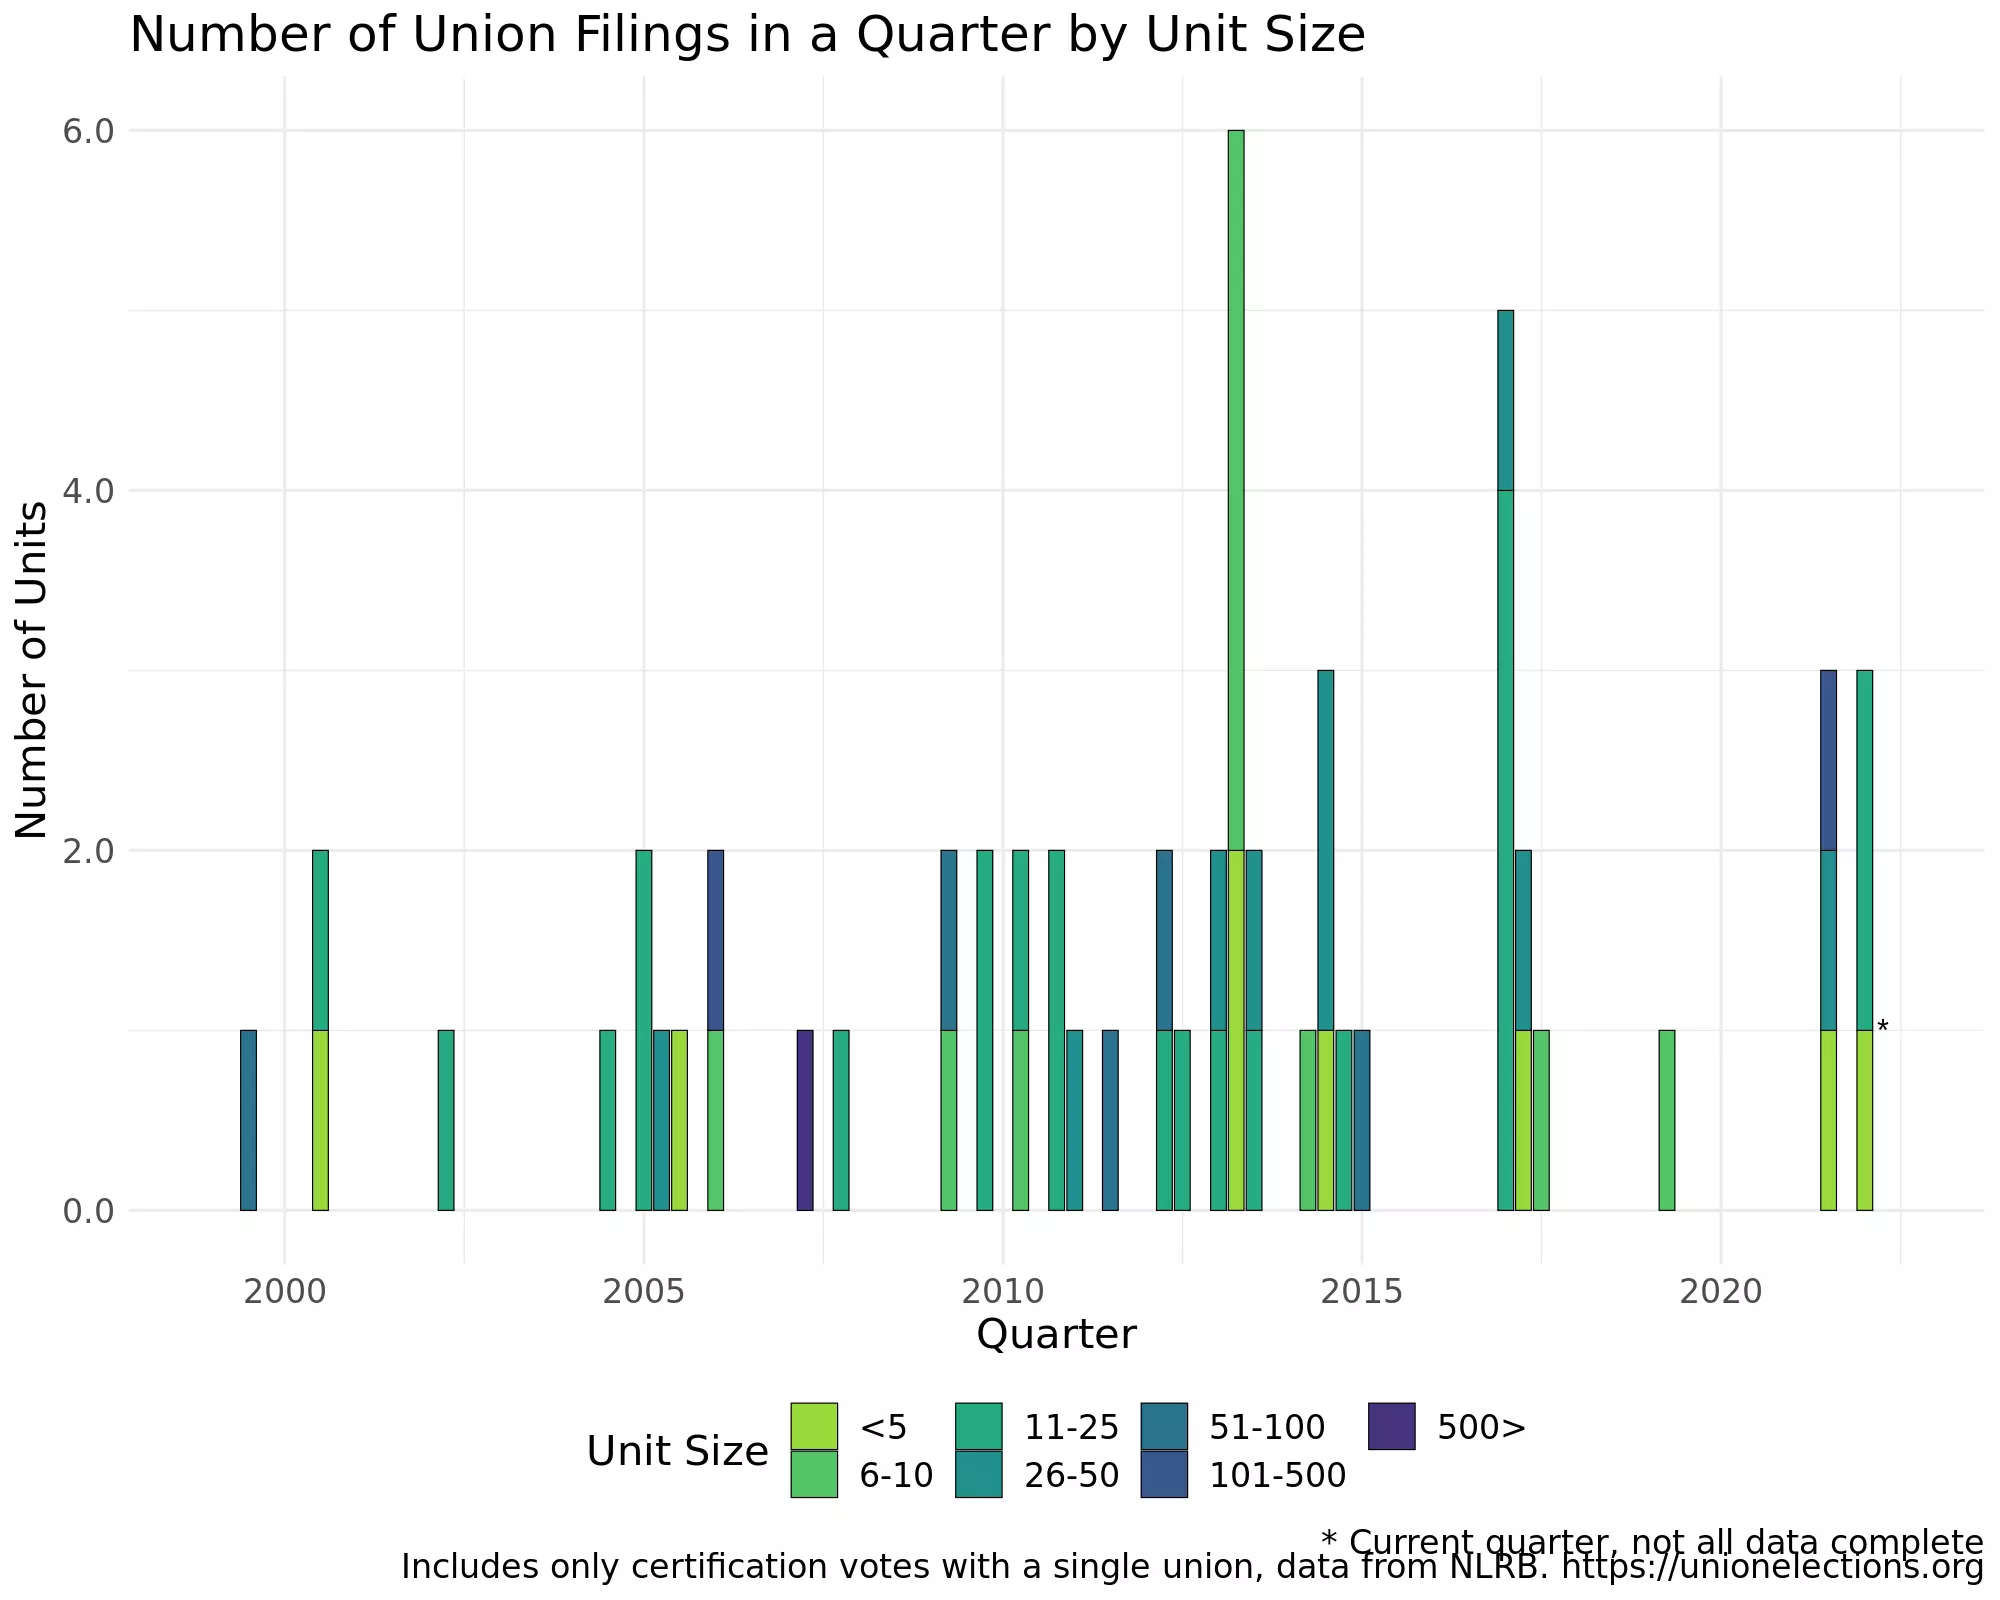 Number of Union Filings in a Quarter by Unit Size
6.0
4.0
2.0
0.0
Number of Units
*
2000 2005 2010 2015 2020
Quarter
Unit Size
<5 11-25 51-100 500>
6-10 26-50 101-500
* Current quarter, not all data complete
Includes only certification votes with a single union, data from NLRB. https://unionelections.org